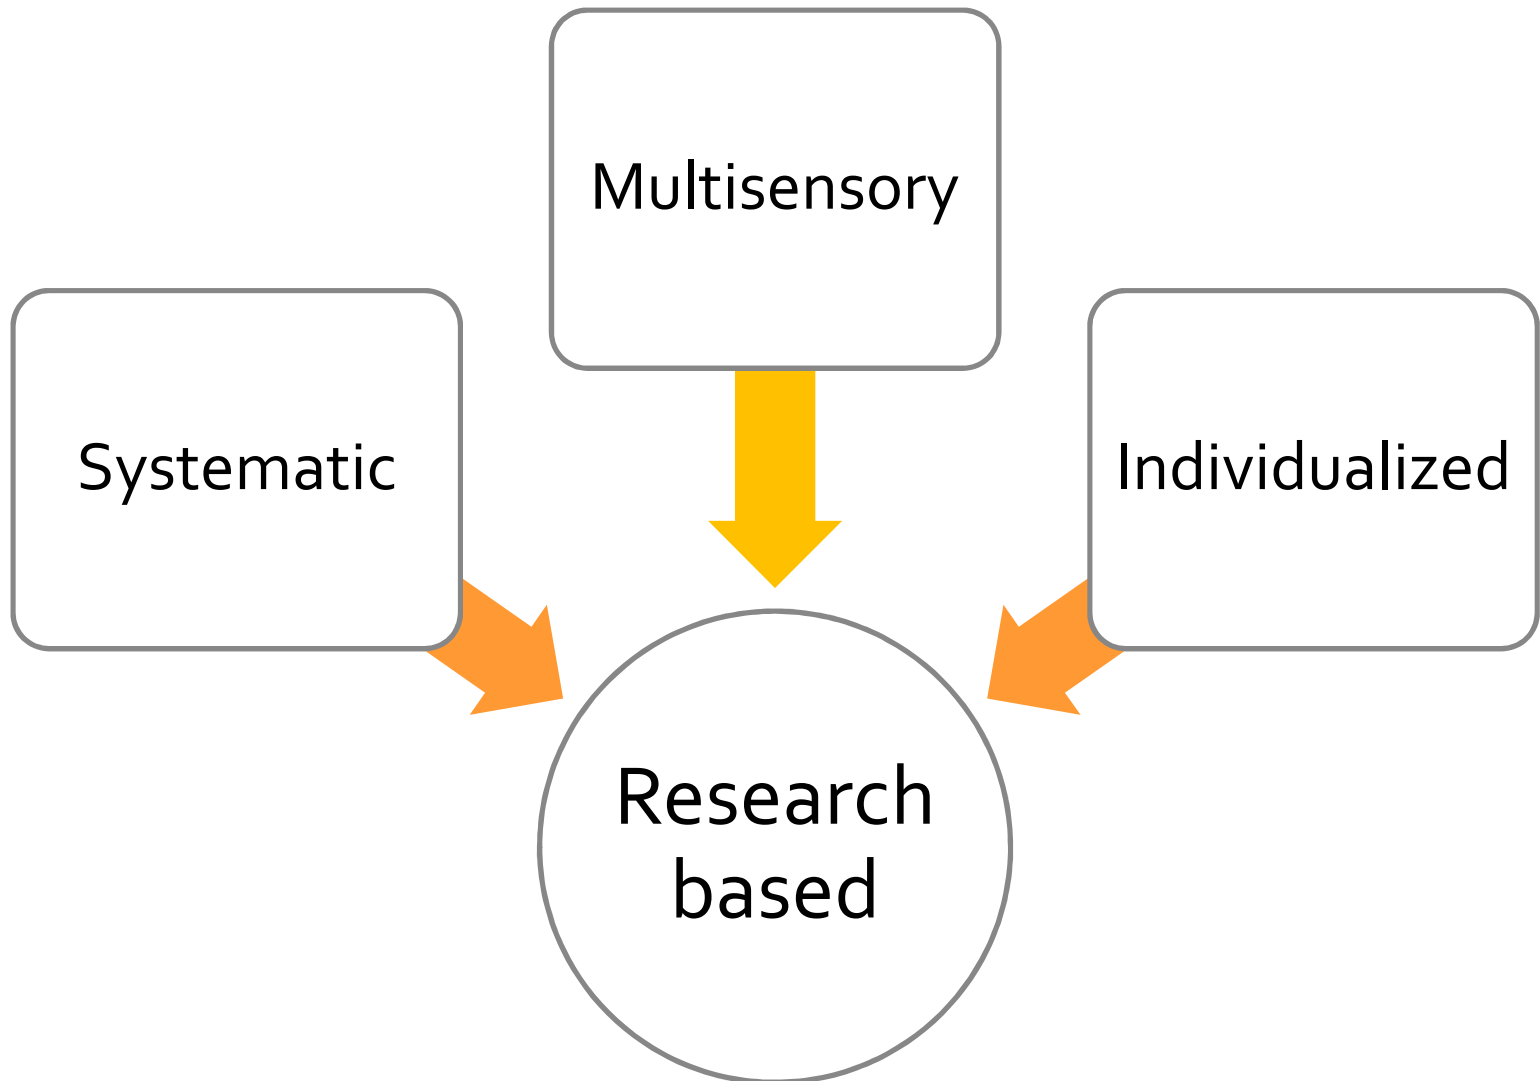 Multisensory
Systematic
Individualized
Research
based